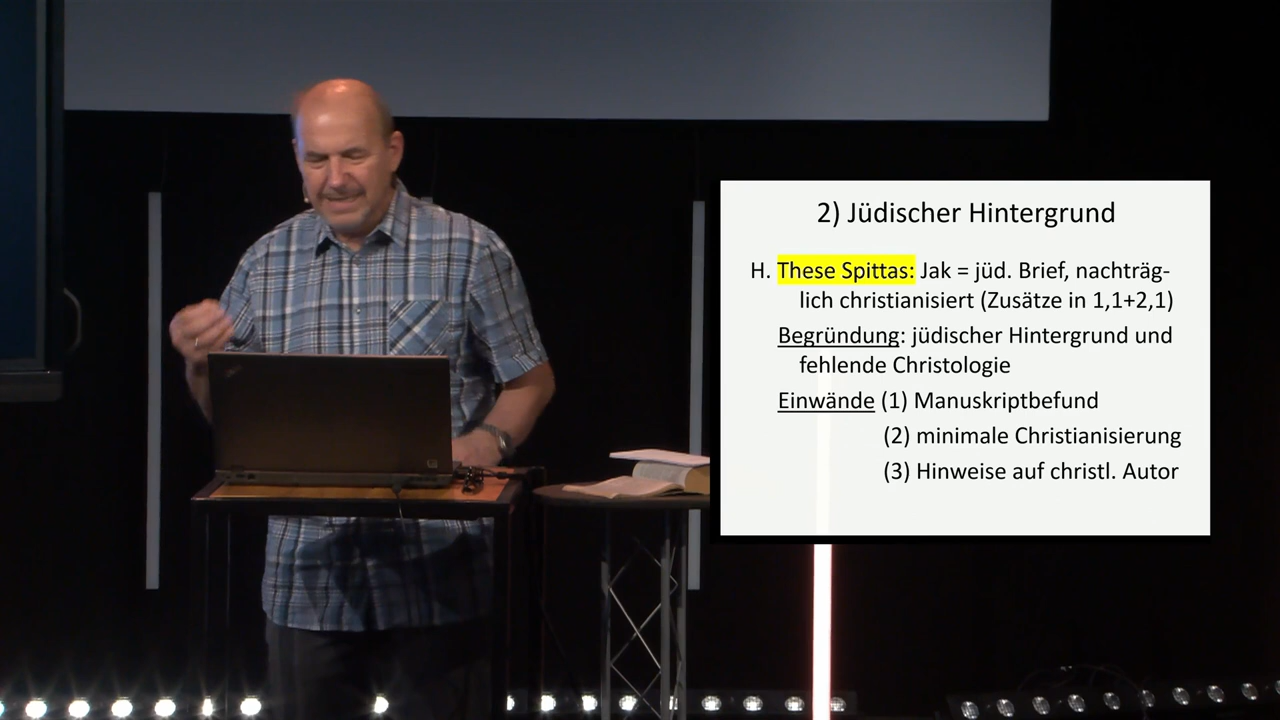 2) Jüdischer Hintergrund
H. These Spittas: Jak = jüd. Brief, nachträg-
lich christianisiert (Zusätze in 1,1+2,1)
Begründung: jüdischer Hintergrund und
fehlende Christologie
Einwände (1) Manuskriptbefund
(2) minimale Christianisierung
(3) Hinweise auf christl. Autor